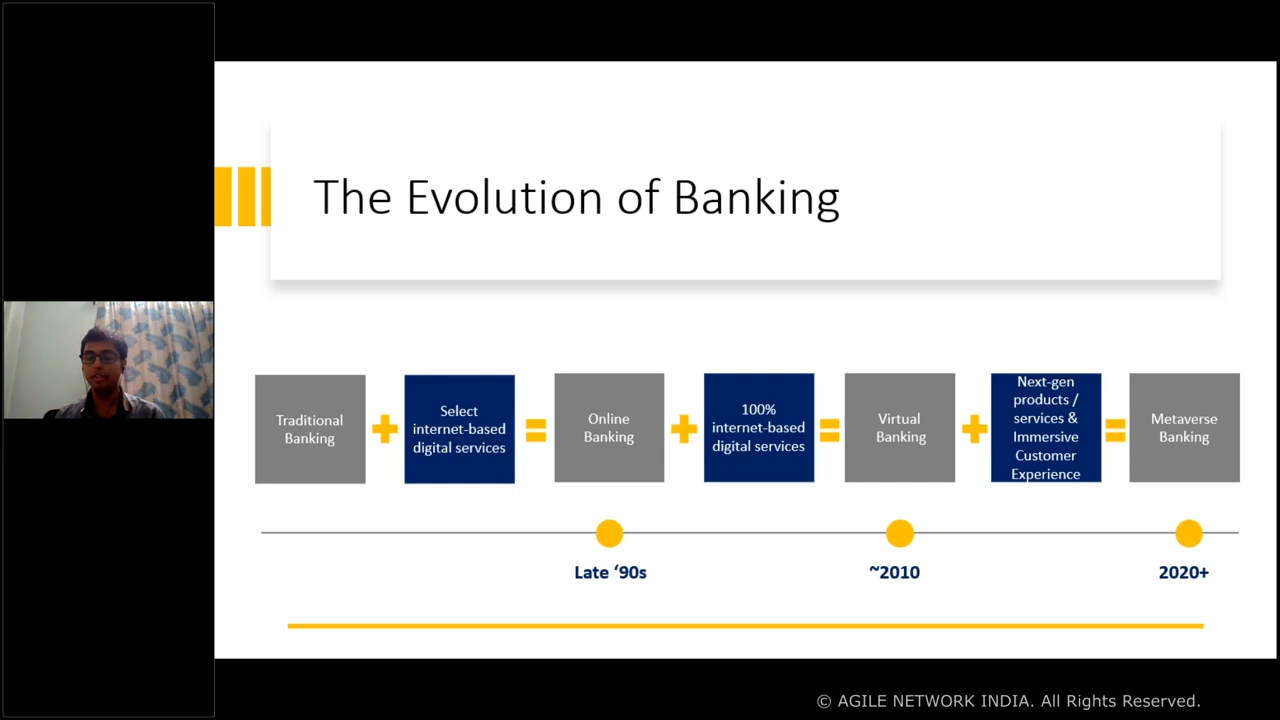 The Evolution of Banking
Traditional
Banking
Select
internet-based
digital services
Online
Banking
100%
internet-based
digital services
Virtual
Banking
Next-gen
products /
services &
Immersive
Customer
Experience
Metaverse
Banking
Late ‘90s
~2010
2020+
© AGILE NETWORK INDIA. All Rights Reserved.